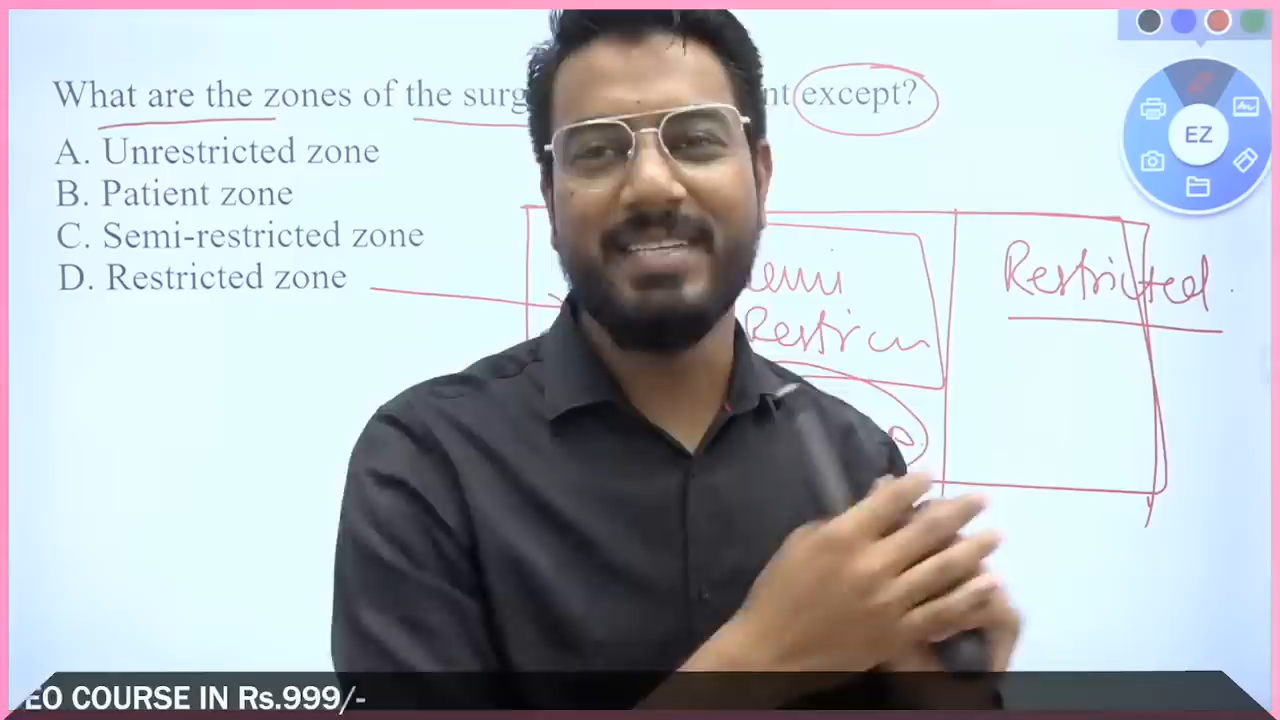 What are the zones of the surg nt except?
A. Unrestricted zone
B. Patient zone
C. Semi-restricted zone
D. Restricted zone
emi
Restricted
EZ
EO COURSE IN Rs.999/-